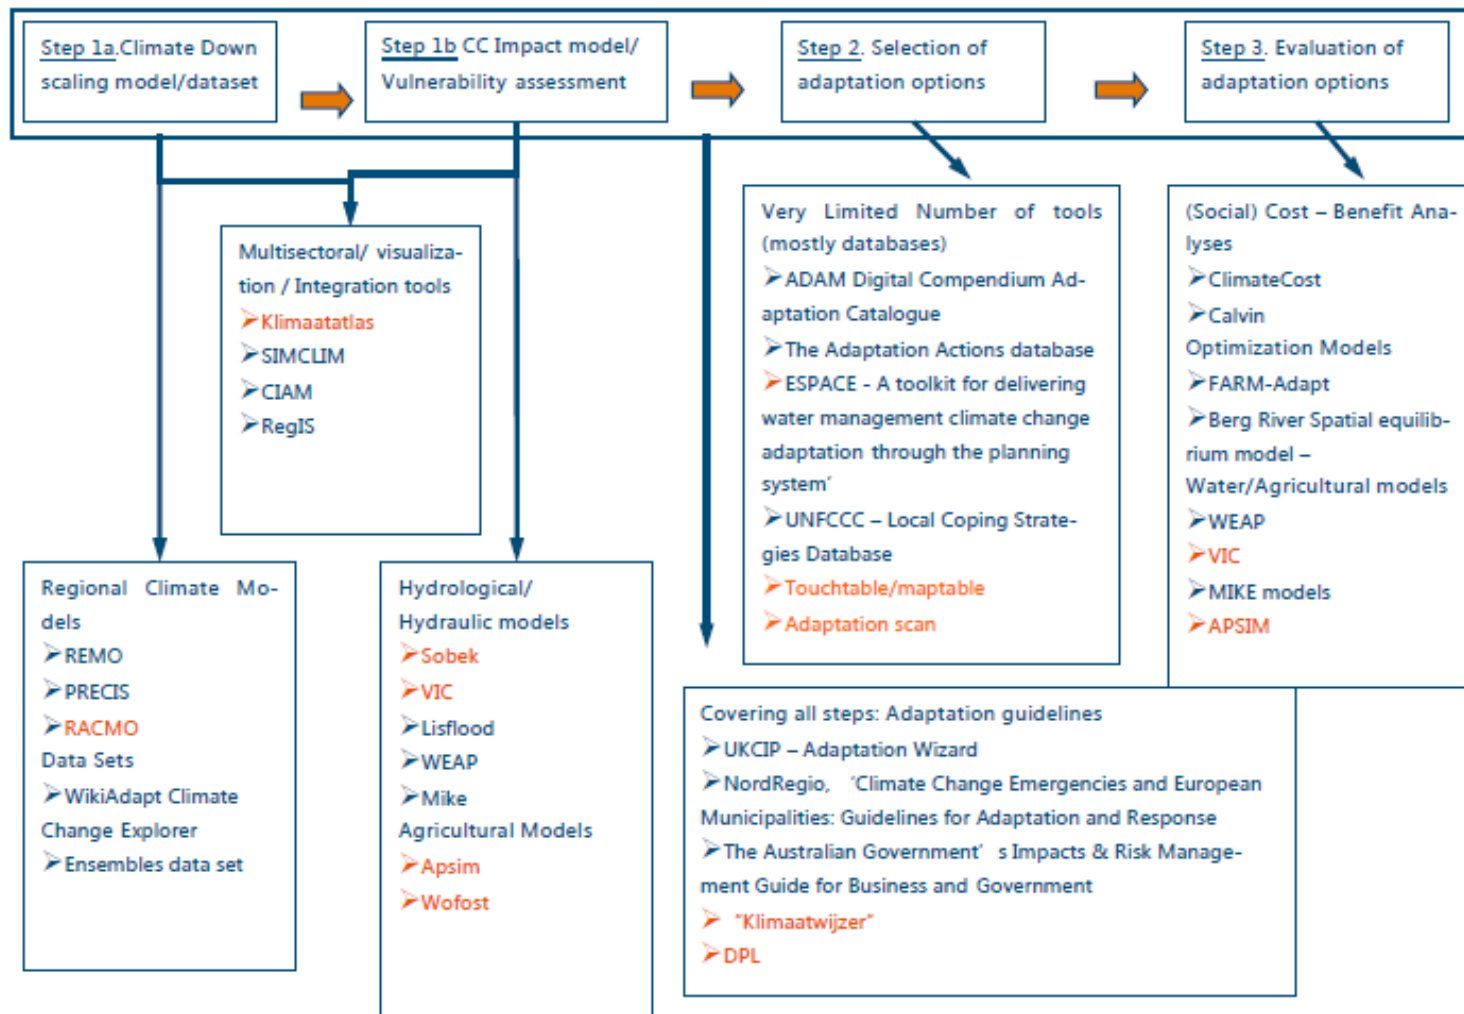 Step 1a.Climate Down
scaling model/dataset
Step 1b CC Impact model/
Vulnerability assessment
Step 2. Selection of
adaptation options
Step 3. Evaluation of
adaptation options
Multisectoral/ visualiza-
tion / Integration tools
➢Klimaatatlas
➢SIMCLIM
➢CIAM
➢RegIS
Regional Climate Mo-
dels
➢REMO
➢PRECIS
➢RACMO
Data Sets
➢WikiAdapt Climate
Change Explorer
➢Ensembles data set
Hydrological/
Hydraulic models
➢Sobek
➢VIC
➢Lisflood
➢WEAP
➢Mike
Agricultural Models
➢Apsim
➢Wofost
Very Limited Number of tools
(mostly databases)
➢ADAM Digital Compendium Ad-
aptation Catalogue
➢The Adaptation Actions database
➢ESPACE - A toolkit for delivering
water management climate change
adaptation through the planning
system’
➢UNFCCC – Local Coping Strate-
gies Database
➢Touchtable/maptable
➢Adaptation scan
(Social) Cost – Benefit Ana-
lyses
➢ClimateCost
➢Calvin
Optimization Models
➢FARM-Adapt
➢Berg River Spatial equilib-
rium model –
Water/Agricultural models
➢WEAP
➢VIC
➢MIKE models
➢APSIM
Covering all steps: Adaptation guidelines
➢UKCIP – Adaptation Wizard
➢NordRegio, ‘Climate Change Emergencies and European
Municipalities: Guidelines for Adaptation and Response
➢The Australian Government’ s Impacts & Risk Manage-
ment Guide for Business and Government
➢ “Klimaatwijzer”
➢DPL